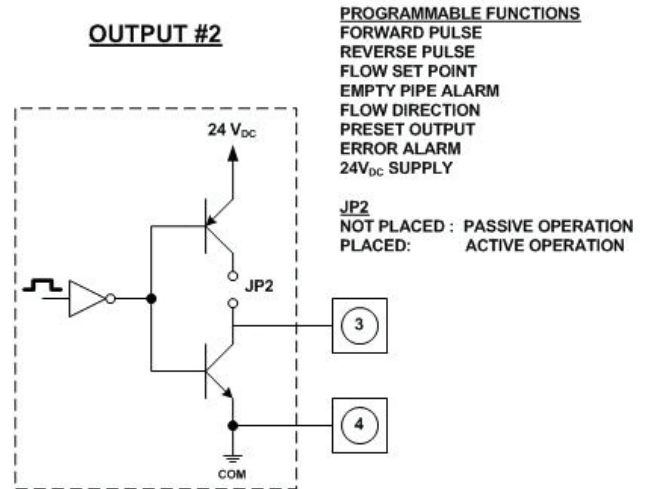 OUTPUT #2
PROGRAMMABLE FUNCTIONS
FORWARD PULSE
REVERSE PULSE
FLOW SET POINT
EMPTY PIPE ALARM
FLOW DIRECTION
PRESET OUTPUT
ERROR ALARM
24VDC SUPPLY
JP2
NOT PLACED : PASSIVE OPERATION
PLACED: ACTIVE OPERATION
24 VDC
JP2
3
4
COM